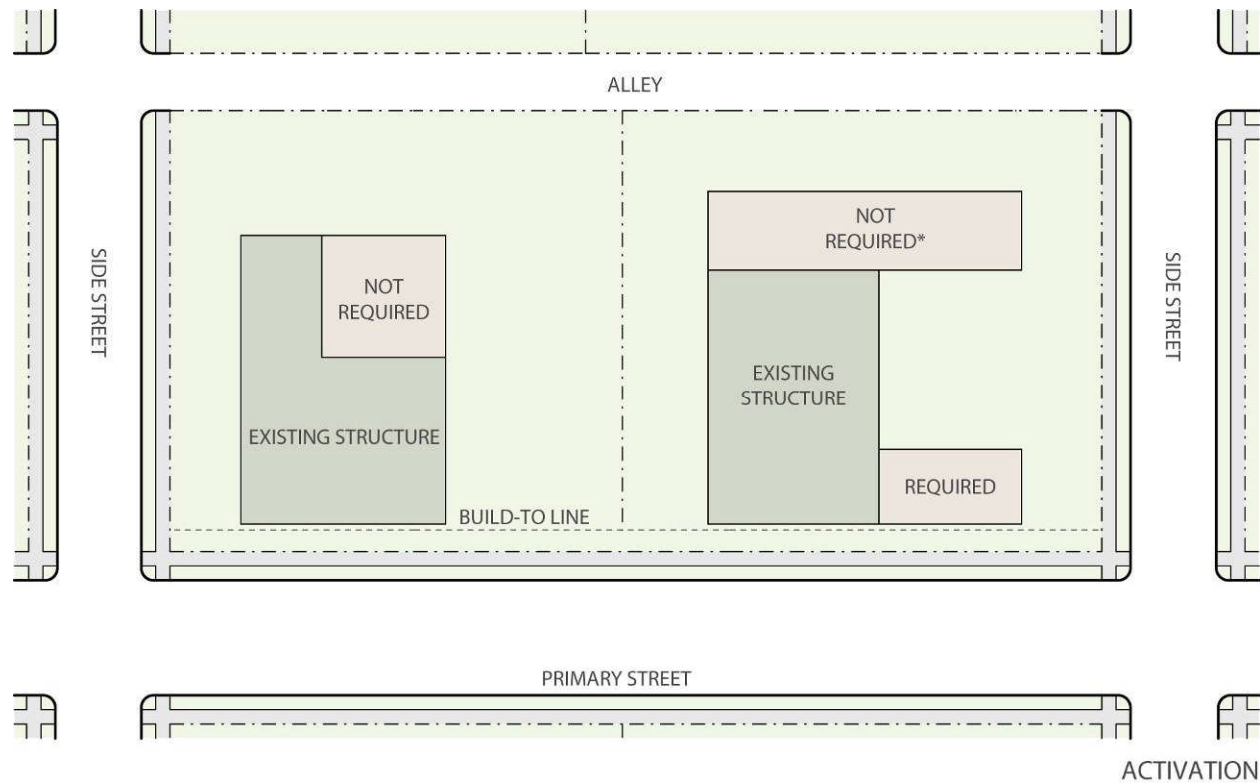 ALLEY
SIDE STREET
NOT
REQUIRED
EXISTING STRUCTURE
BUILD-TO LINE
NOT
REQUIRED*
EXISTING
STRUCTURE
REQUIRED
SIDE STREET
PRIMARY STREET
ACTIVATION